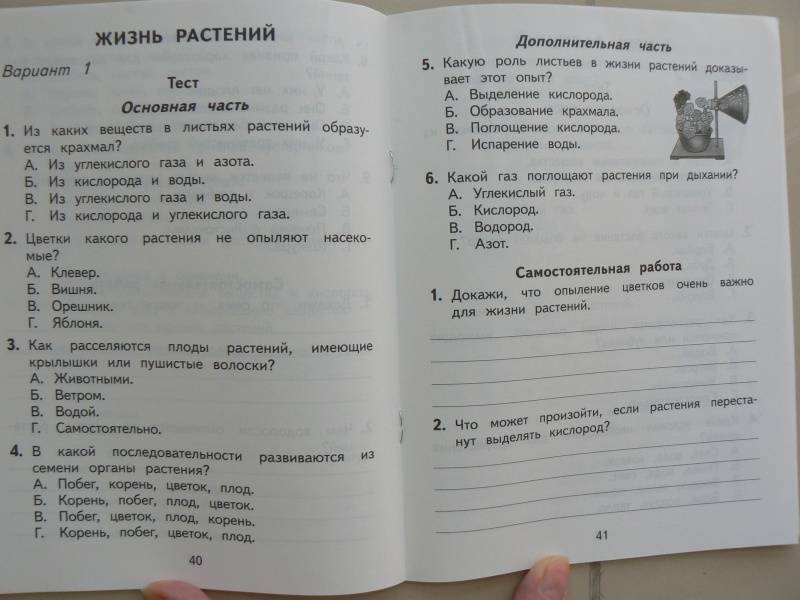 ЖИЗНЬ РАСТЕНИЙ
Вариант 1
Тест
Основная часть
1. Из каких веществ в листьях растений образу-
ется крахмал?
А. Из углекислого газа и азота.
Б. Из кислорода и воды.
В. Из углекислого газа и воды.
Г. Из кислорода и углекислого газа.
2. Цветки какого растения не опыляют насеко-
мые?
А. Клевер.
Б. Вишня.
В. Орешник.
Г. Яблоня.
3. Как расселяются плоды растений, имеющие
крылышки или пушистые волоски?
А. Животными.
Б. Ветром.
В. Водой.
Г. Самостоятельно.
4. В какой последовательности развиваются из
семени органы растения?
А. Побег, корень, цветок, плод.
Б. Корень, побег, плод, цветок.
В. Побег, цветок, плод, корень.
Г. Корень, побег, цветок, плод.
40
Дополнительная часть
5. Какую роль листьев в жизни растений доказы-
вает этот опыт?
А. Выделение кислорода.
Б. Образование крахмала.
В. Поглощение кислорода.
Г. Испарение воды.
6. Какой газ поглощают растения при дыхании?
А. Углекислый газ.
Б. Кислород.
В. Водород.
Г. Азот.
Самостоятельная работа
1. Докажи, что опыление цветков очень важно
для жизни растений.
2. Что может произойти, если растения переста-
нут выделять кислород?
41